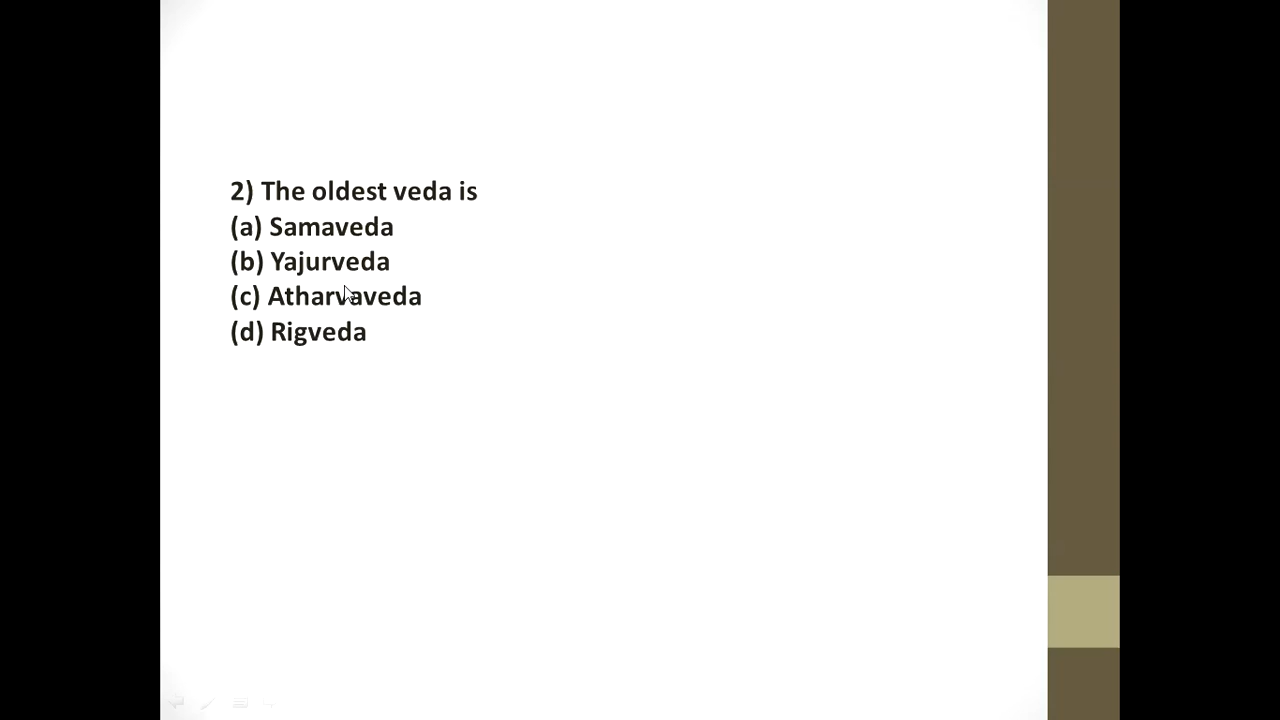 2) The oldest veda is
(a) Samaveda
(b) Yajurveda
(c) Atharvaveda
(d) Rigveda